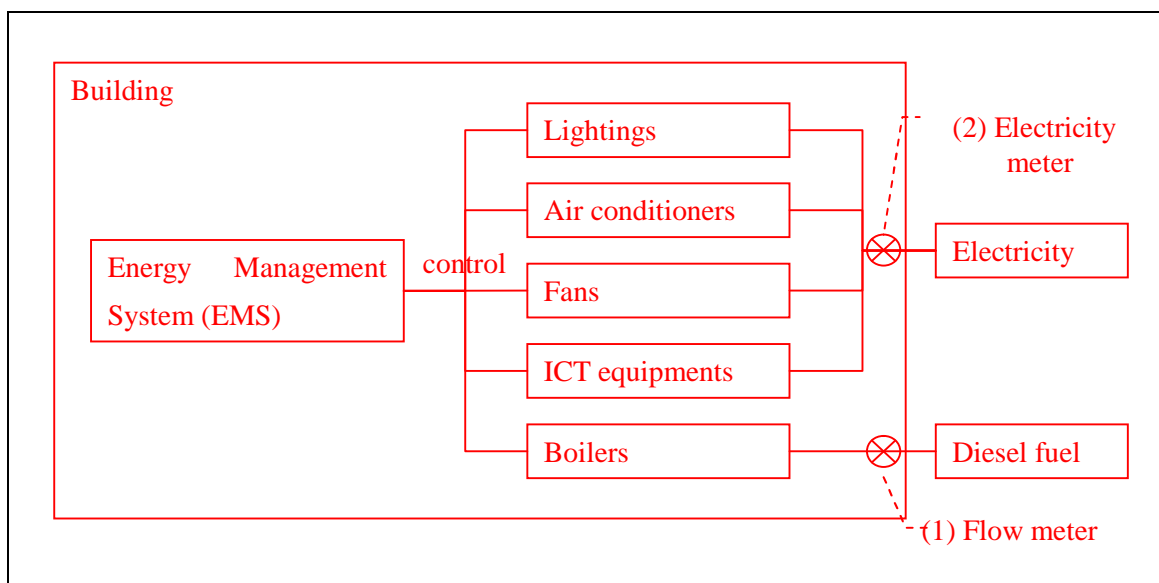 Building
Lightings
(2) Electricity
meter
Air conditioners
Energy Management
System (EMS)
control
Electricity
Fans
ICT equipments
Boilers
Diesel fuel
(1) Flow meter